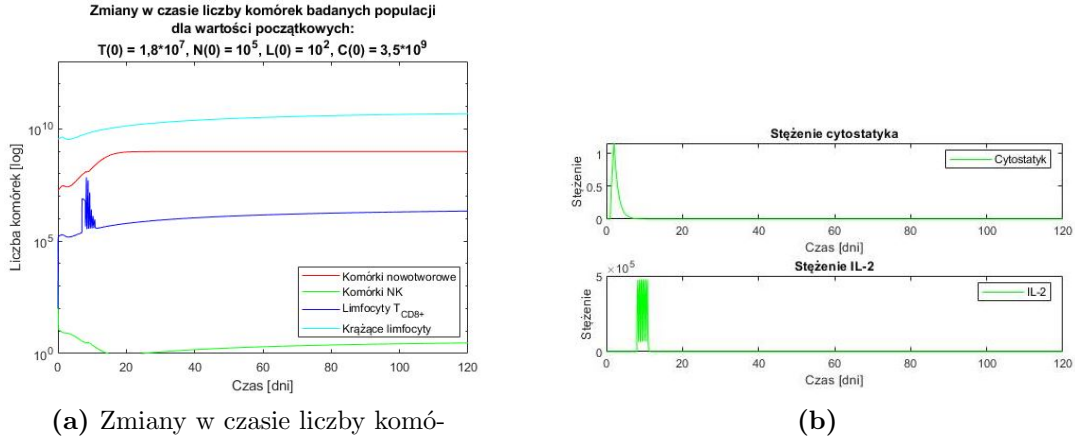 Zmiany w czasie liczby komórek badanych populacji
dla wartości początkowych:
T(0) = 1,8*10^7, N(0) = 10^5, L(0) = 10^2, C(0) = 3,5*10^9
Liczba komórek [log]
10^10
10^5
10^0
0 20 40 60 80 100 120
Czas [dni]
Komórki nowotworowe
Komórki NK
Limfocyty T_CD8+
Krążące limfocyty
(a) Zmiany w czasie liczby komó-
Stężenie cytostatyka
Stężenie
1
0.5
0
0 20 40 60 80 100 120
Czas [dni]
Cytostatyk
Stężenie IL-2
× 10^5
Stężenie
5
0
0 20 40 60 80 100 120
Czas [dni]
IL-2
(b)